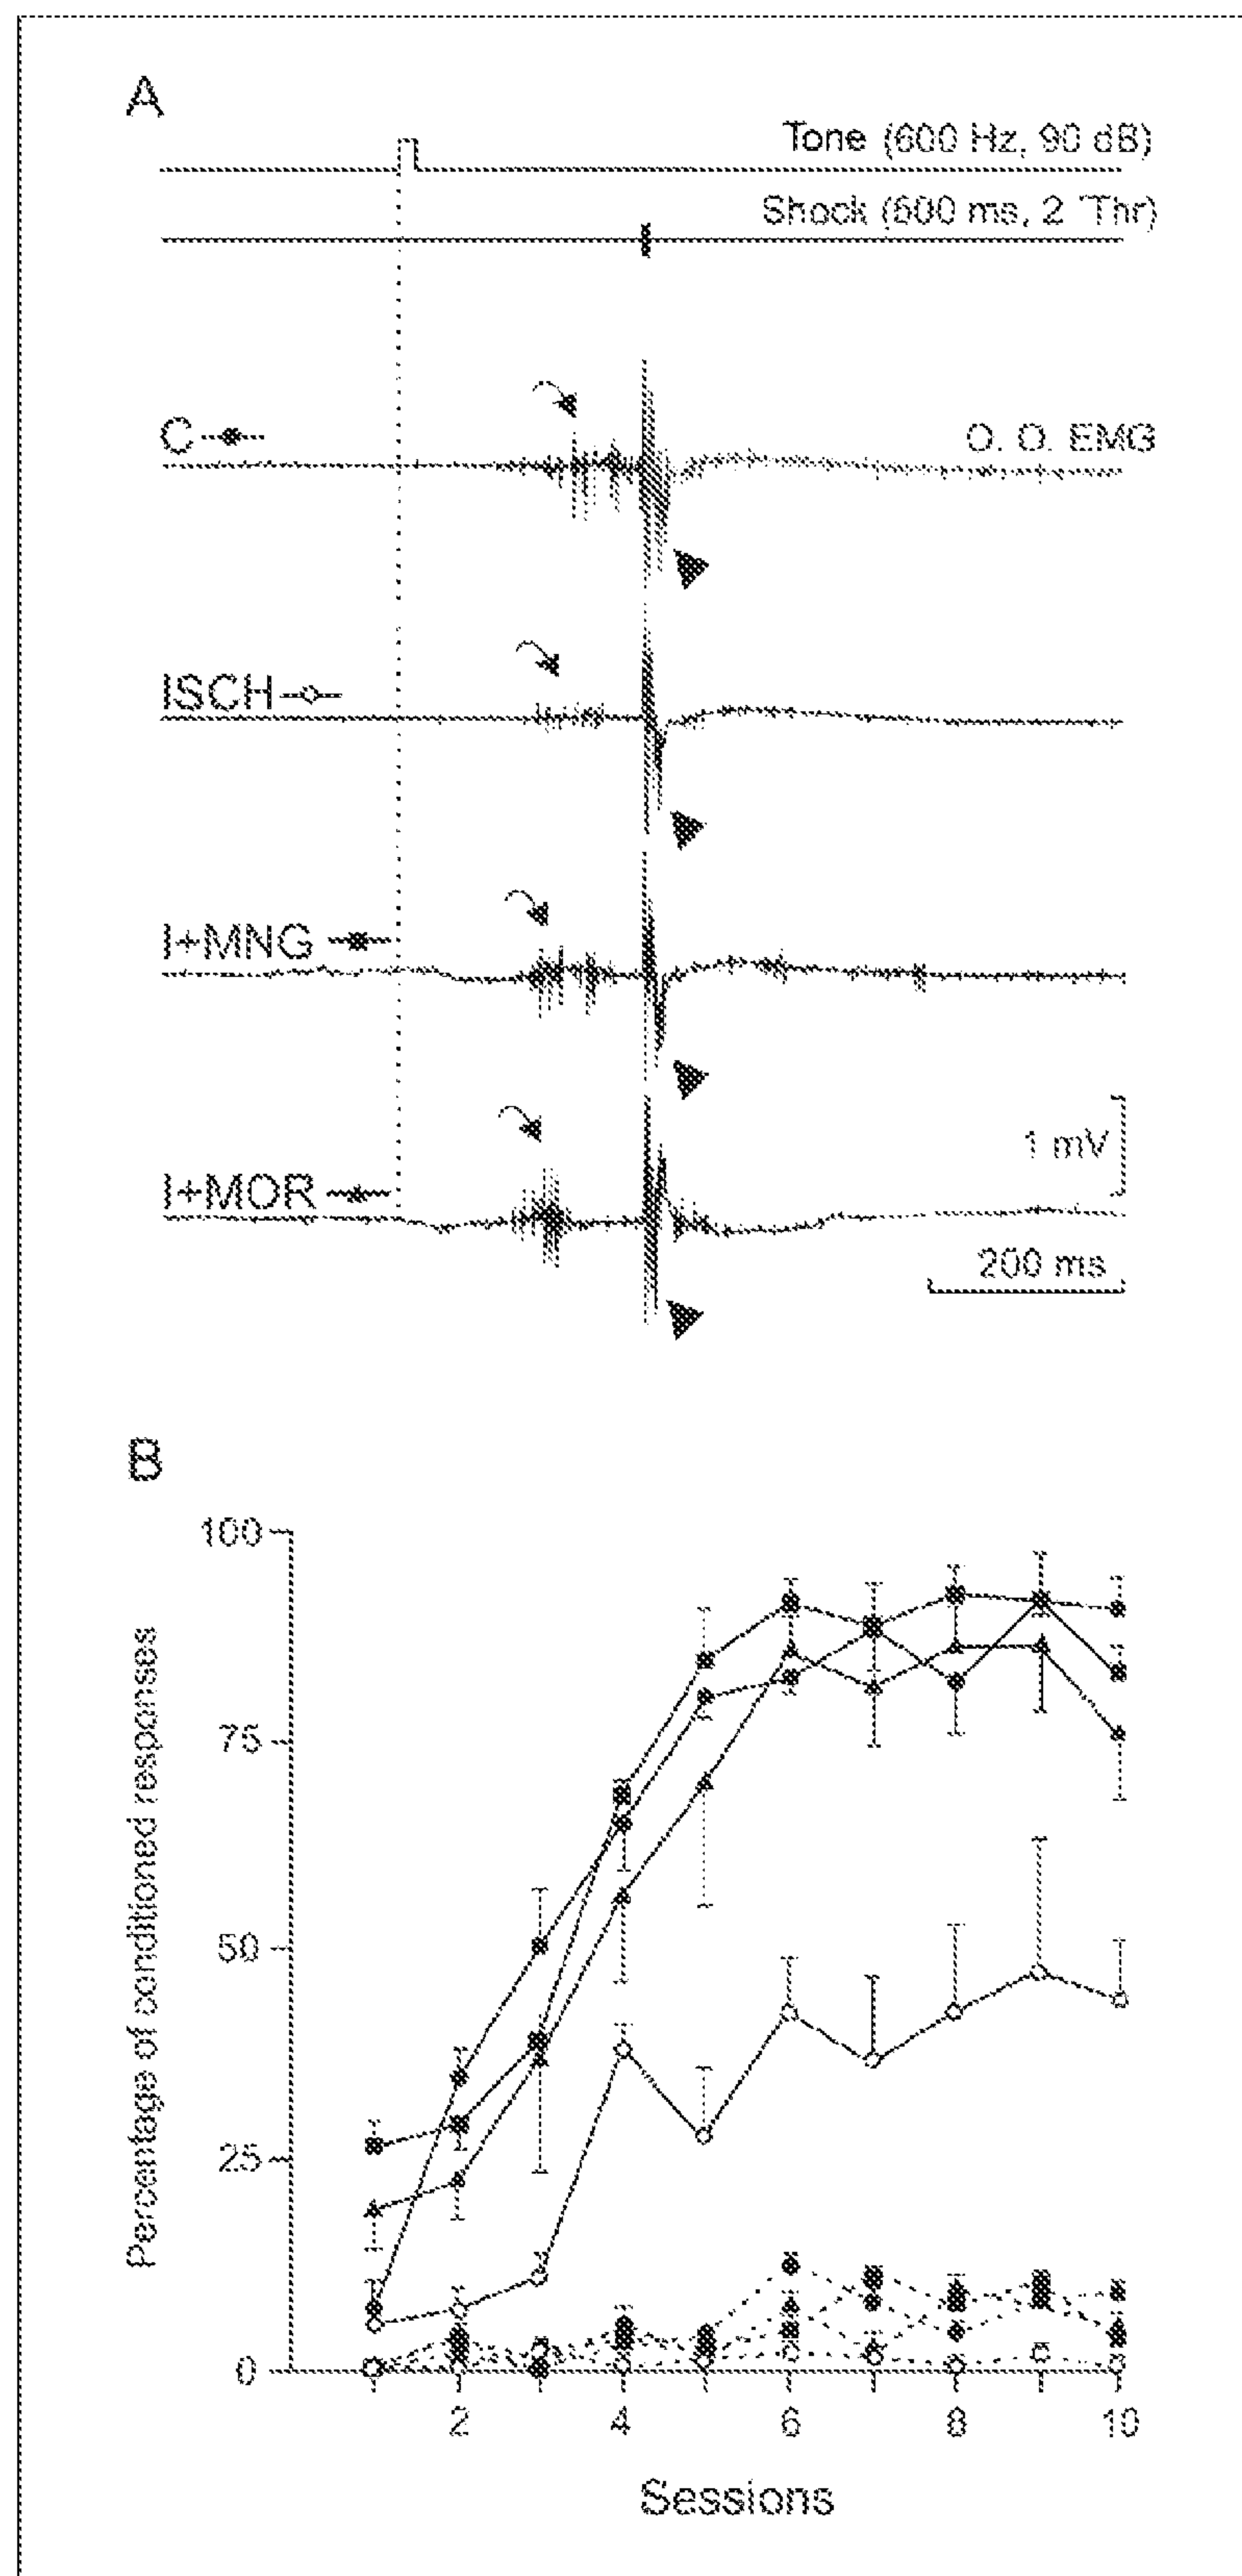 A
Tone (600 Hz, 90 dB)
Shock (500 ms, 2 *Thr)
C
O. O. EMG
ISCH
I+MNG
I+MOR
1 mV
200 ms
B
Percentage of conditioned responses
100
75
50
25
0
2
4
6
8
10
Sessions